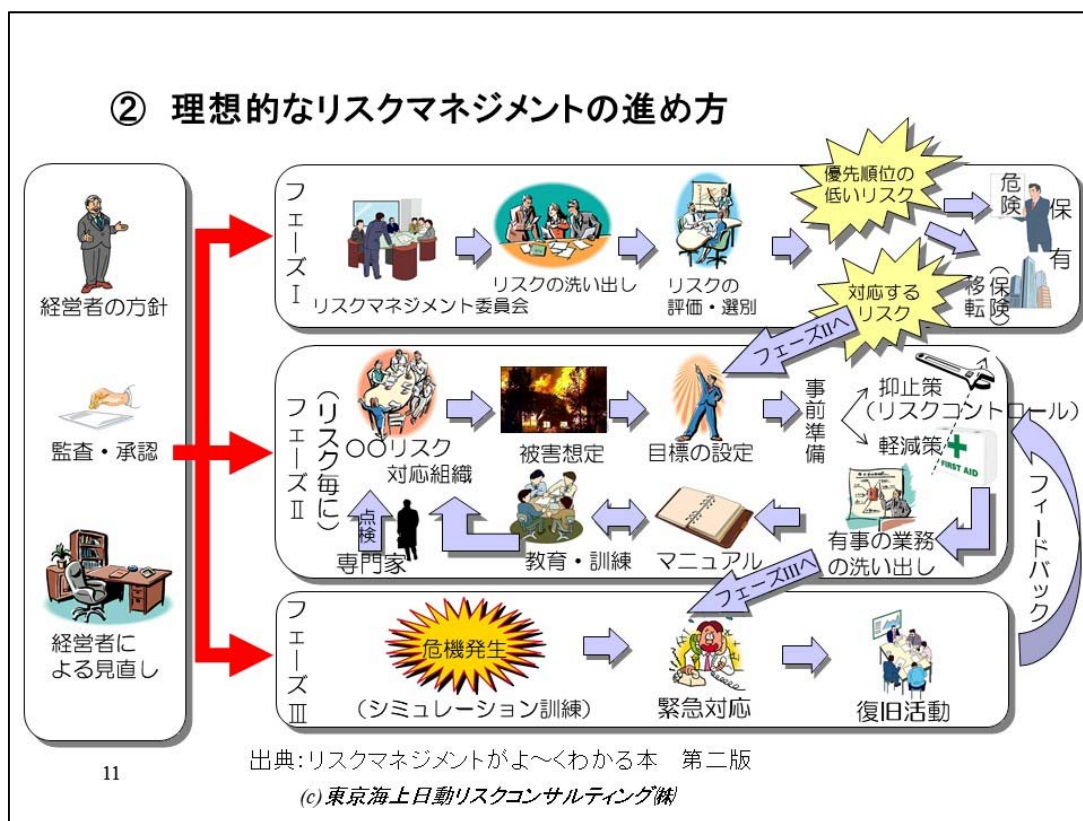 ② 理想的なリスクマネジメントの進め方
経営者の方針
監査・承認
経営者に
よる見直し
フェーズⅠ
リスクマネジメント委員会
リスクの洗い出し
リスクの
評価・選別
優先順位の
低いリスク
対応する
リスク
危険
保有
移転
(保険)
フェーズⅡへ
フェーズⅡ
(リスク毎に)
〇〇リスク
対応組織
被害想定
目標の設定
事前準備
抑止策
(リスクコントロール)
軽減策
FIRST AID
点検
専門家
教育・訓練
マニュアル
有事の業務
の洗い出し
フェーズⅢへ
フィードバック
フェーズⅢ
危機発生
(シミュレーション訓練)
緊急対応
復旧活動
出典:リスクマネジメントがよ~くわかる本 第二版
11
(c)東京海上日動リスクコンサルティング㈱